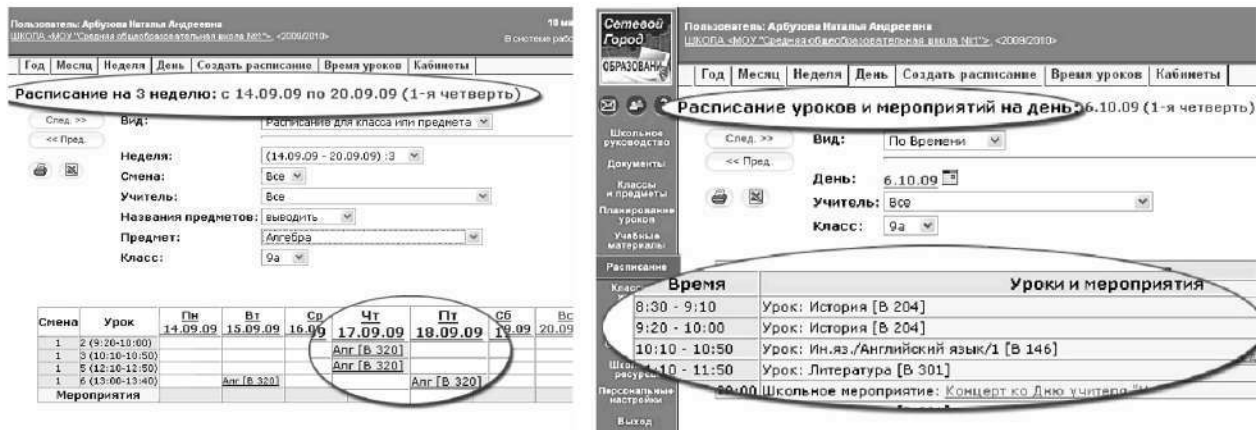 Пользователь: Арбузова Наталья Андреевна
ШКОЛА <МОУ "Средняя общеобразовательная школа №1">, <2009/2010>
В системе рабо
Год Месяц Неделя День Создать расписание Время уроков Кабинеты
Расписание на 3 неделю: с 14.09.09 по 20.09.09 (1-я четверть)
След. >>
<< Пред.
Вид: Расписание для класса или предмета
Неделя: (14.09.09 - 20.09.09) :3
Смена: Все
Учитель: Все
Названия предметов: выводить
Предмет: Алгебра
Класс: 9а
Смена Урок Пн 14.09.09 Вт 15.09.09 Ср Чт 17.09.09 Пт 18.09.09 Сб Вс
1 2 (9:20-10:00) Алг [В 320]
1 3 (10:10-10:50) Алг [В 320]
1 5 (12:10-12:50)
1 6 (13:00-13:40) Алг [В 320] Алг [В 320]
Мероприятия
Сетевой
Город
ОБРАЗОВАНИ
Пользователь: Арбузова Наталья Андреевна
ШКОЛА <МОУ "Средняя общеобразовательная школа №1">, <2009/2010>
Год Месяц Неделя День Создать расписание Время уроков Кабинеты
Расписание уроков и мероприятий на день: 6.10.09 (1-я четверть)
След. >>
<< Пред.
Вид: По Времени
День: 6.10.09
Учитель: Все
Класс: 9а
Школьное
руководство
Документы
Классы
и предметы
Планирование
уроков
Учебные
материалы
Расписание
Персональные
настройки
Выход
Время Уроки и мероприятия
8:30 - 9:10 Урок: История [В 204]
9:20 - 10:00 Урок: История [В 204]
10:10 - 10:50 Урок: Ин.яз./Английский язык/1 [В 146]
10 - 11:50 Урок: Литература [В 301]
Школьное мероприятие: Концерт ко Дню учителя